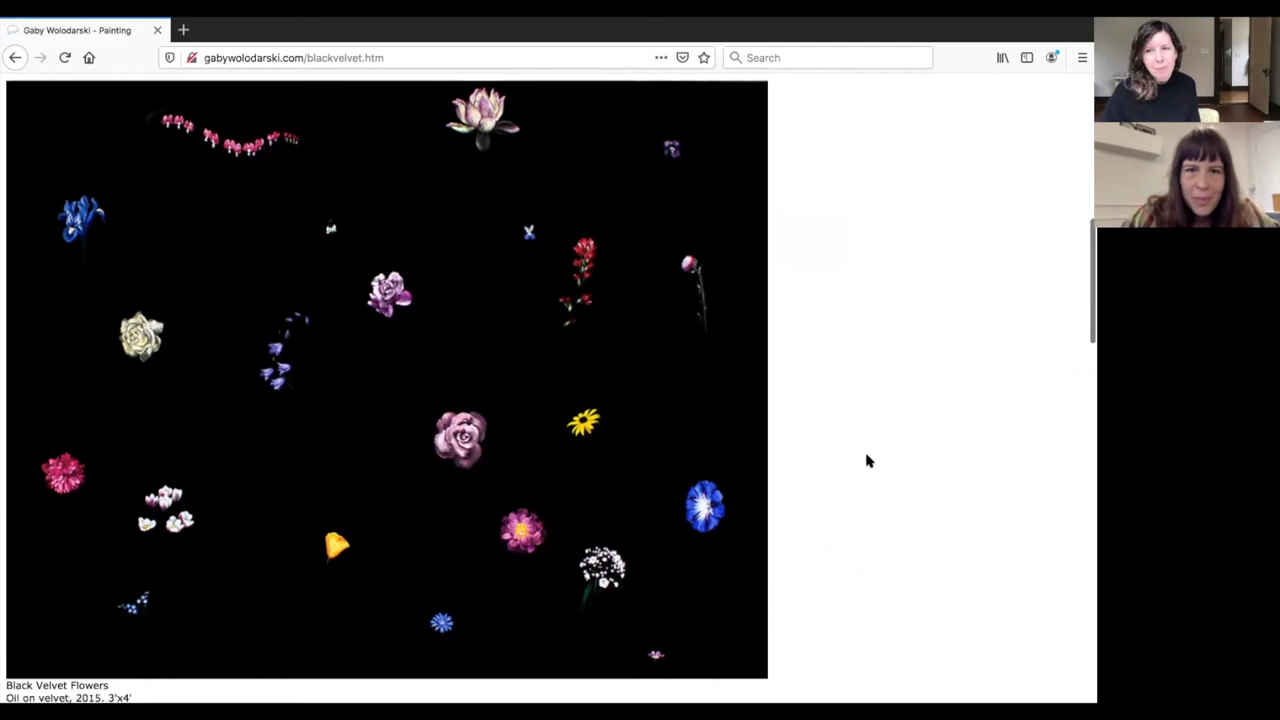 Gaby Wolodarski - Painting
gabywolodarski.com/blackvelvet.htm
Search
Black Velvet Flowers
Oil on velvet, 2015. 3'x4'